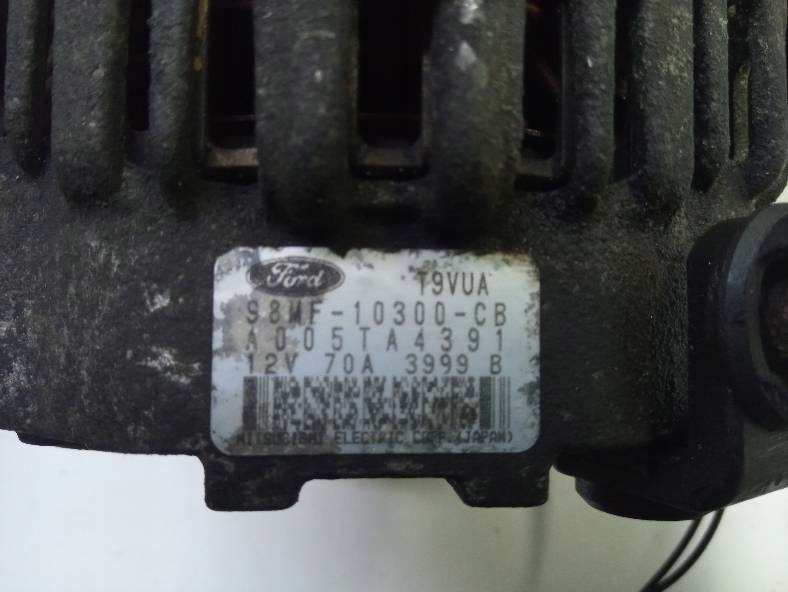 Ford T9VUA
98MF-10300-CB
A005TA4391
12V 70A 3999 B
MITSUBISHI ELECTRIC CORP.(JAPAN)